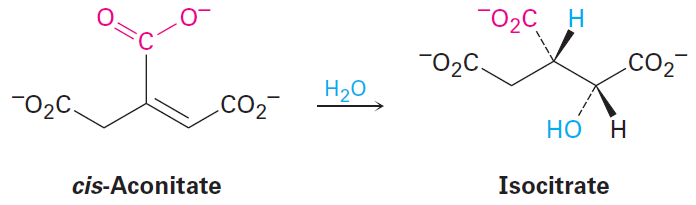 O O⁻ ⁻O₂C H
C
⁻O₂C CO₂⁻
⁻O₂C CO₂⁻ H₂O
HO H
cis-Aconitate Isocitrate